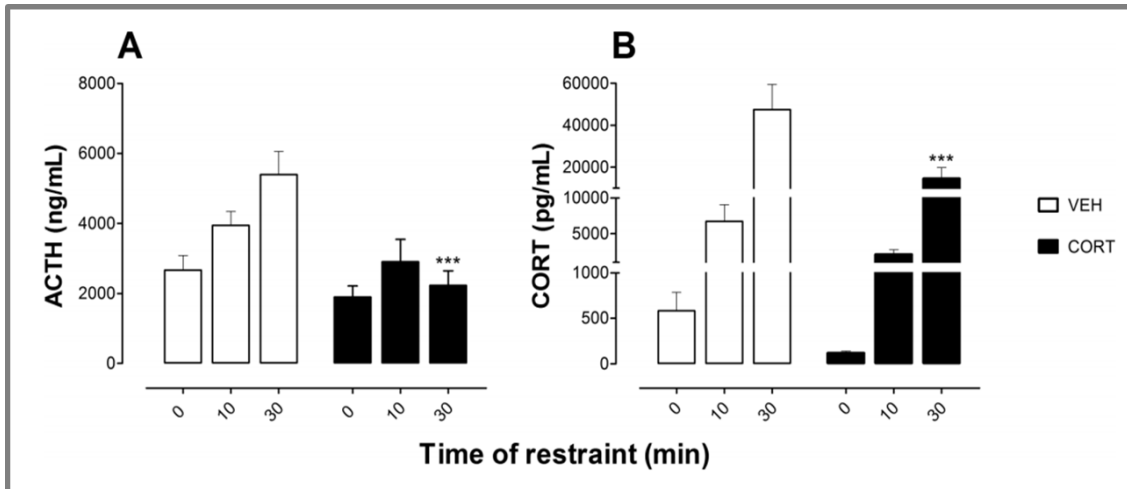 A
8000
6000
4000
2000
0
ACTH (ng/mL)
0 10 30 0 10 30
***
B
60000
40000
20000
10000
5000
1000
500
0
CORT (pg/mL)
0 10 30 0 10 30
***
VEH
CORT
Time of restraint (min)